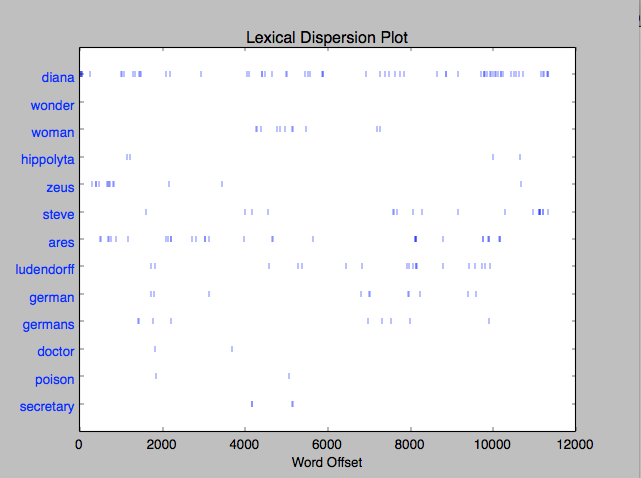 Lexical Dispersion Plot
diana
wonder
woman
hippolyta
zeus
steve
ares
ludendorff
german
germans
doctor
poison
secretary
0 2000 4000 6000 8000 10000 12000
Word Offset